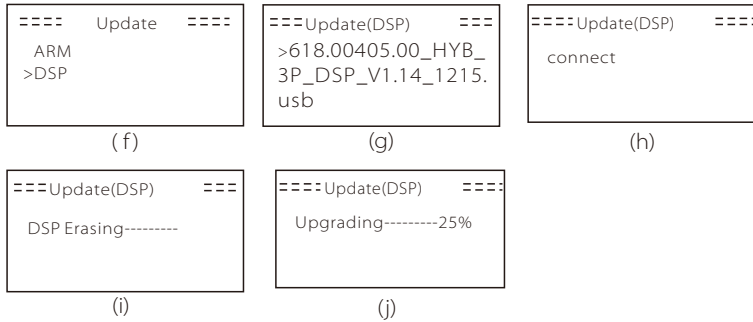 ==== Update ====
ARM
>DSP
(f)
===Update(DSP) ===
>618.00405.00_HYB_
3P_DSP_V1.14_1215.
usb
(g)
====Update(DSP) ====
connect
(h)
===Update(DSP) ===
DSP Erasing---------
(i)
====Update(DSP) ====
Upgrading---------25%
(j)